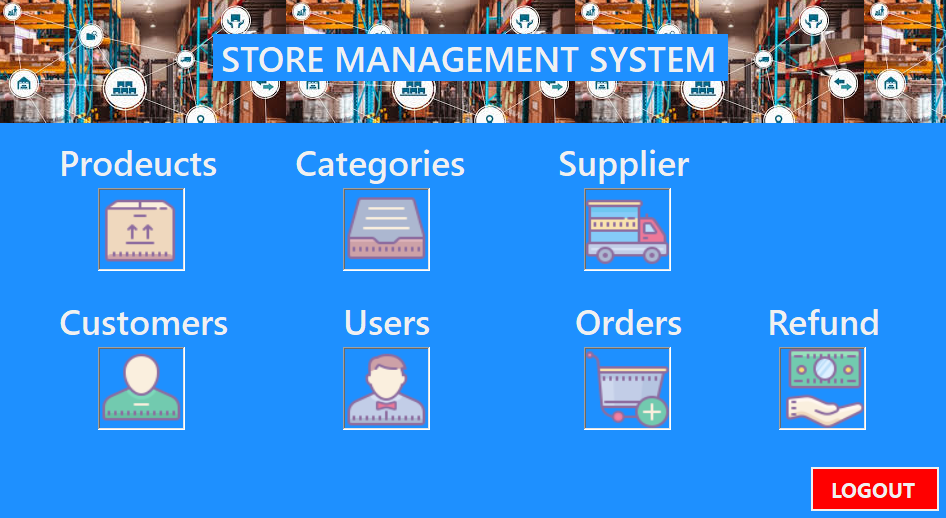 STORE MANAGEMENT SYSTEM
Prodeucts Categories Supplier
Customers Users Orders Refund
LOGOUT